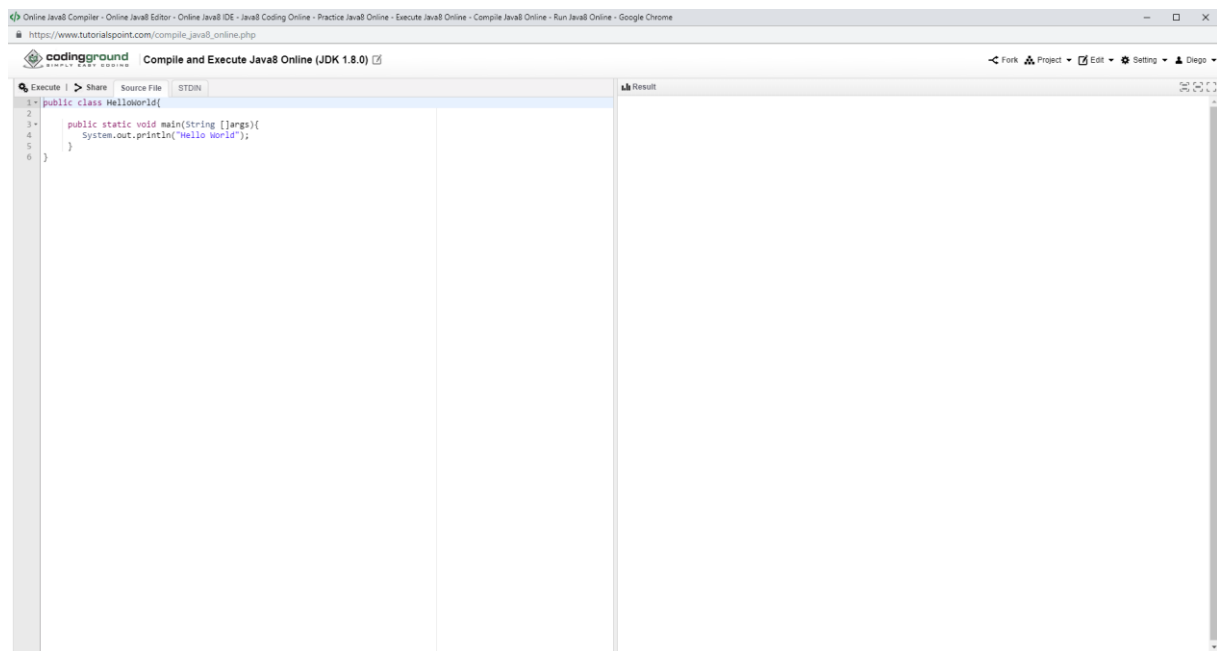 Online Java8 Compiler - Online Java8 Editor - Online Java8 IDE - Java8 Coding Online - Practice Java8 Online - Execute Java8 Online - Compile Java8 Online - Run Java8 Online - Google Chrome
https://www.tutorialspoint.com/compile_java8_online.php
codingground
SIMPLY EASY CODING
Compile and Execute Java8 Online (JDK 1.8.0)
Fork Project Edit Setting Diego
Execute | Share Source File STDIN
Result
1 public class HelloWorld{
2
3 public static void main(String []args){
4 System.out.println("Hello World");
5 }
6 }